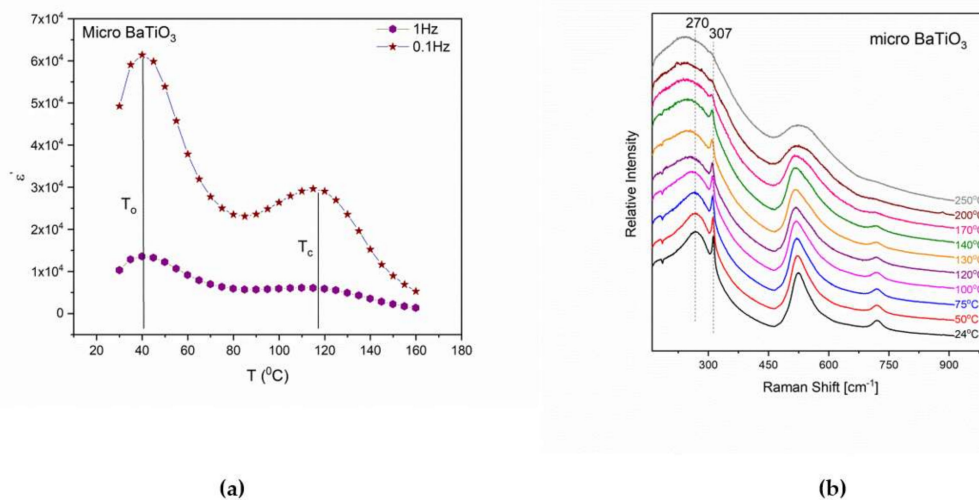 Micro BaTiO₃
1Hz
0.1Hz
7x10⁴
6x10⁴
5x10⁴
4x10⁴
3x10⁴
2x10⁴
1x10⁴
0
ε'
Tₒ
T꜀
20 40 60 80 100 120 140 160 180
T (⁰C)
(a)
270 307
micro BaTiO₃
Relative Intensity
250°C
200°C
170°C
140°C
130°C
120°C
100°C
75°C
50°C
24°C
300 450 600 750 900
Raman Shift [cm⁻¹]
(b)